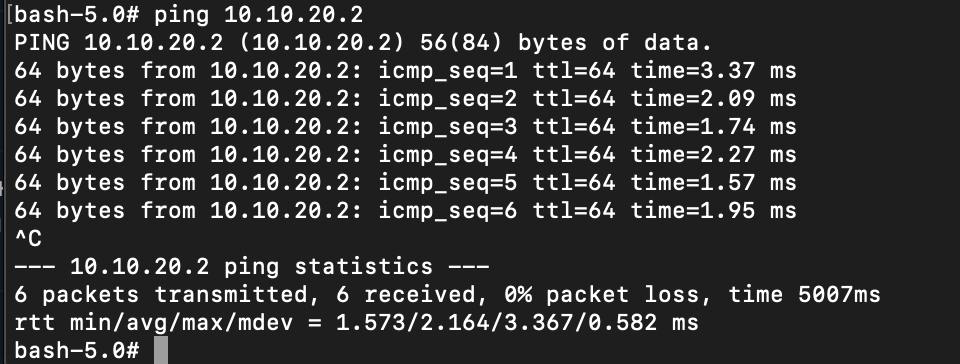 [bash-5.0# ping 10.10.20.2
PING 10.10.20.2 (10.10.20.2) 56(84) bytes of data.
64 bytes from 10.10.20.2: icmp_seq=1 ttl=64 time=3.37 ms
64 bytes from 10.10.20.2: icmp_seq=2 ttl=64 time=2.09 ms
64 bytes from 10.10.20.2: icmp_seq=3 ttl=64 time=1.74 ms
64 bytes from 10.10.20.2: icmp_seq=4 ttl=64 time=2.27 ms
64 bytes from 10.10.20.2: icmp_seq=5 ttl=64 time=1.57 ms
64 bytes from 10.10.20.2: icmp_seq=6 ttl=64 time=1.95 ms
^C
--- 10.10.20.2 ping statistics ---
6 packets transmitted, 6 received, 0% packet loss, time 5007ms
rtt min/avg/max/mdev = 1.573/2.164/3.367/0.582 ms
bash-5.0#